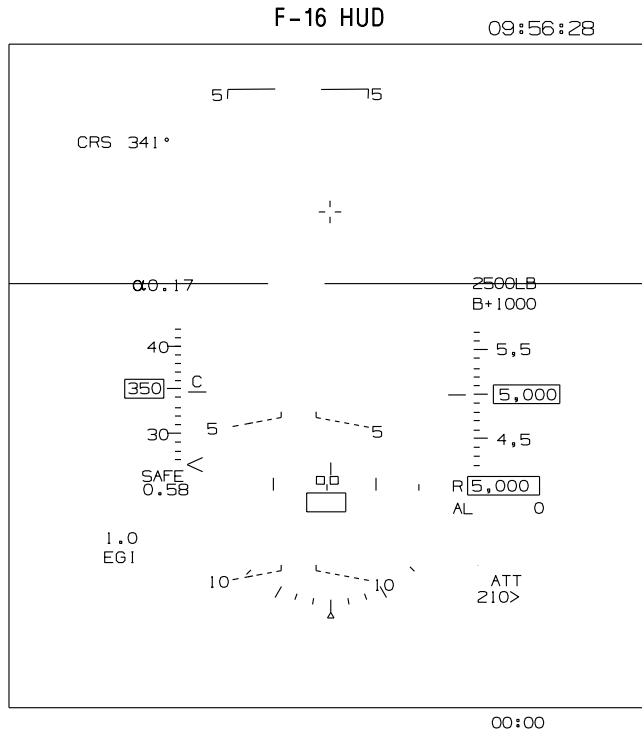 F-16 HUD
09:56:28
5 5
CRS 341°
α0.17
2500LB
B+1000
40
5,5
350
C
5,000
5 5
30
4,5
SAFE
0.58
R 5,000
AL 0
1.0
EGI
10 10
ATT
210>
00:00